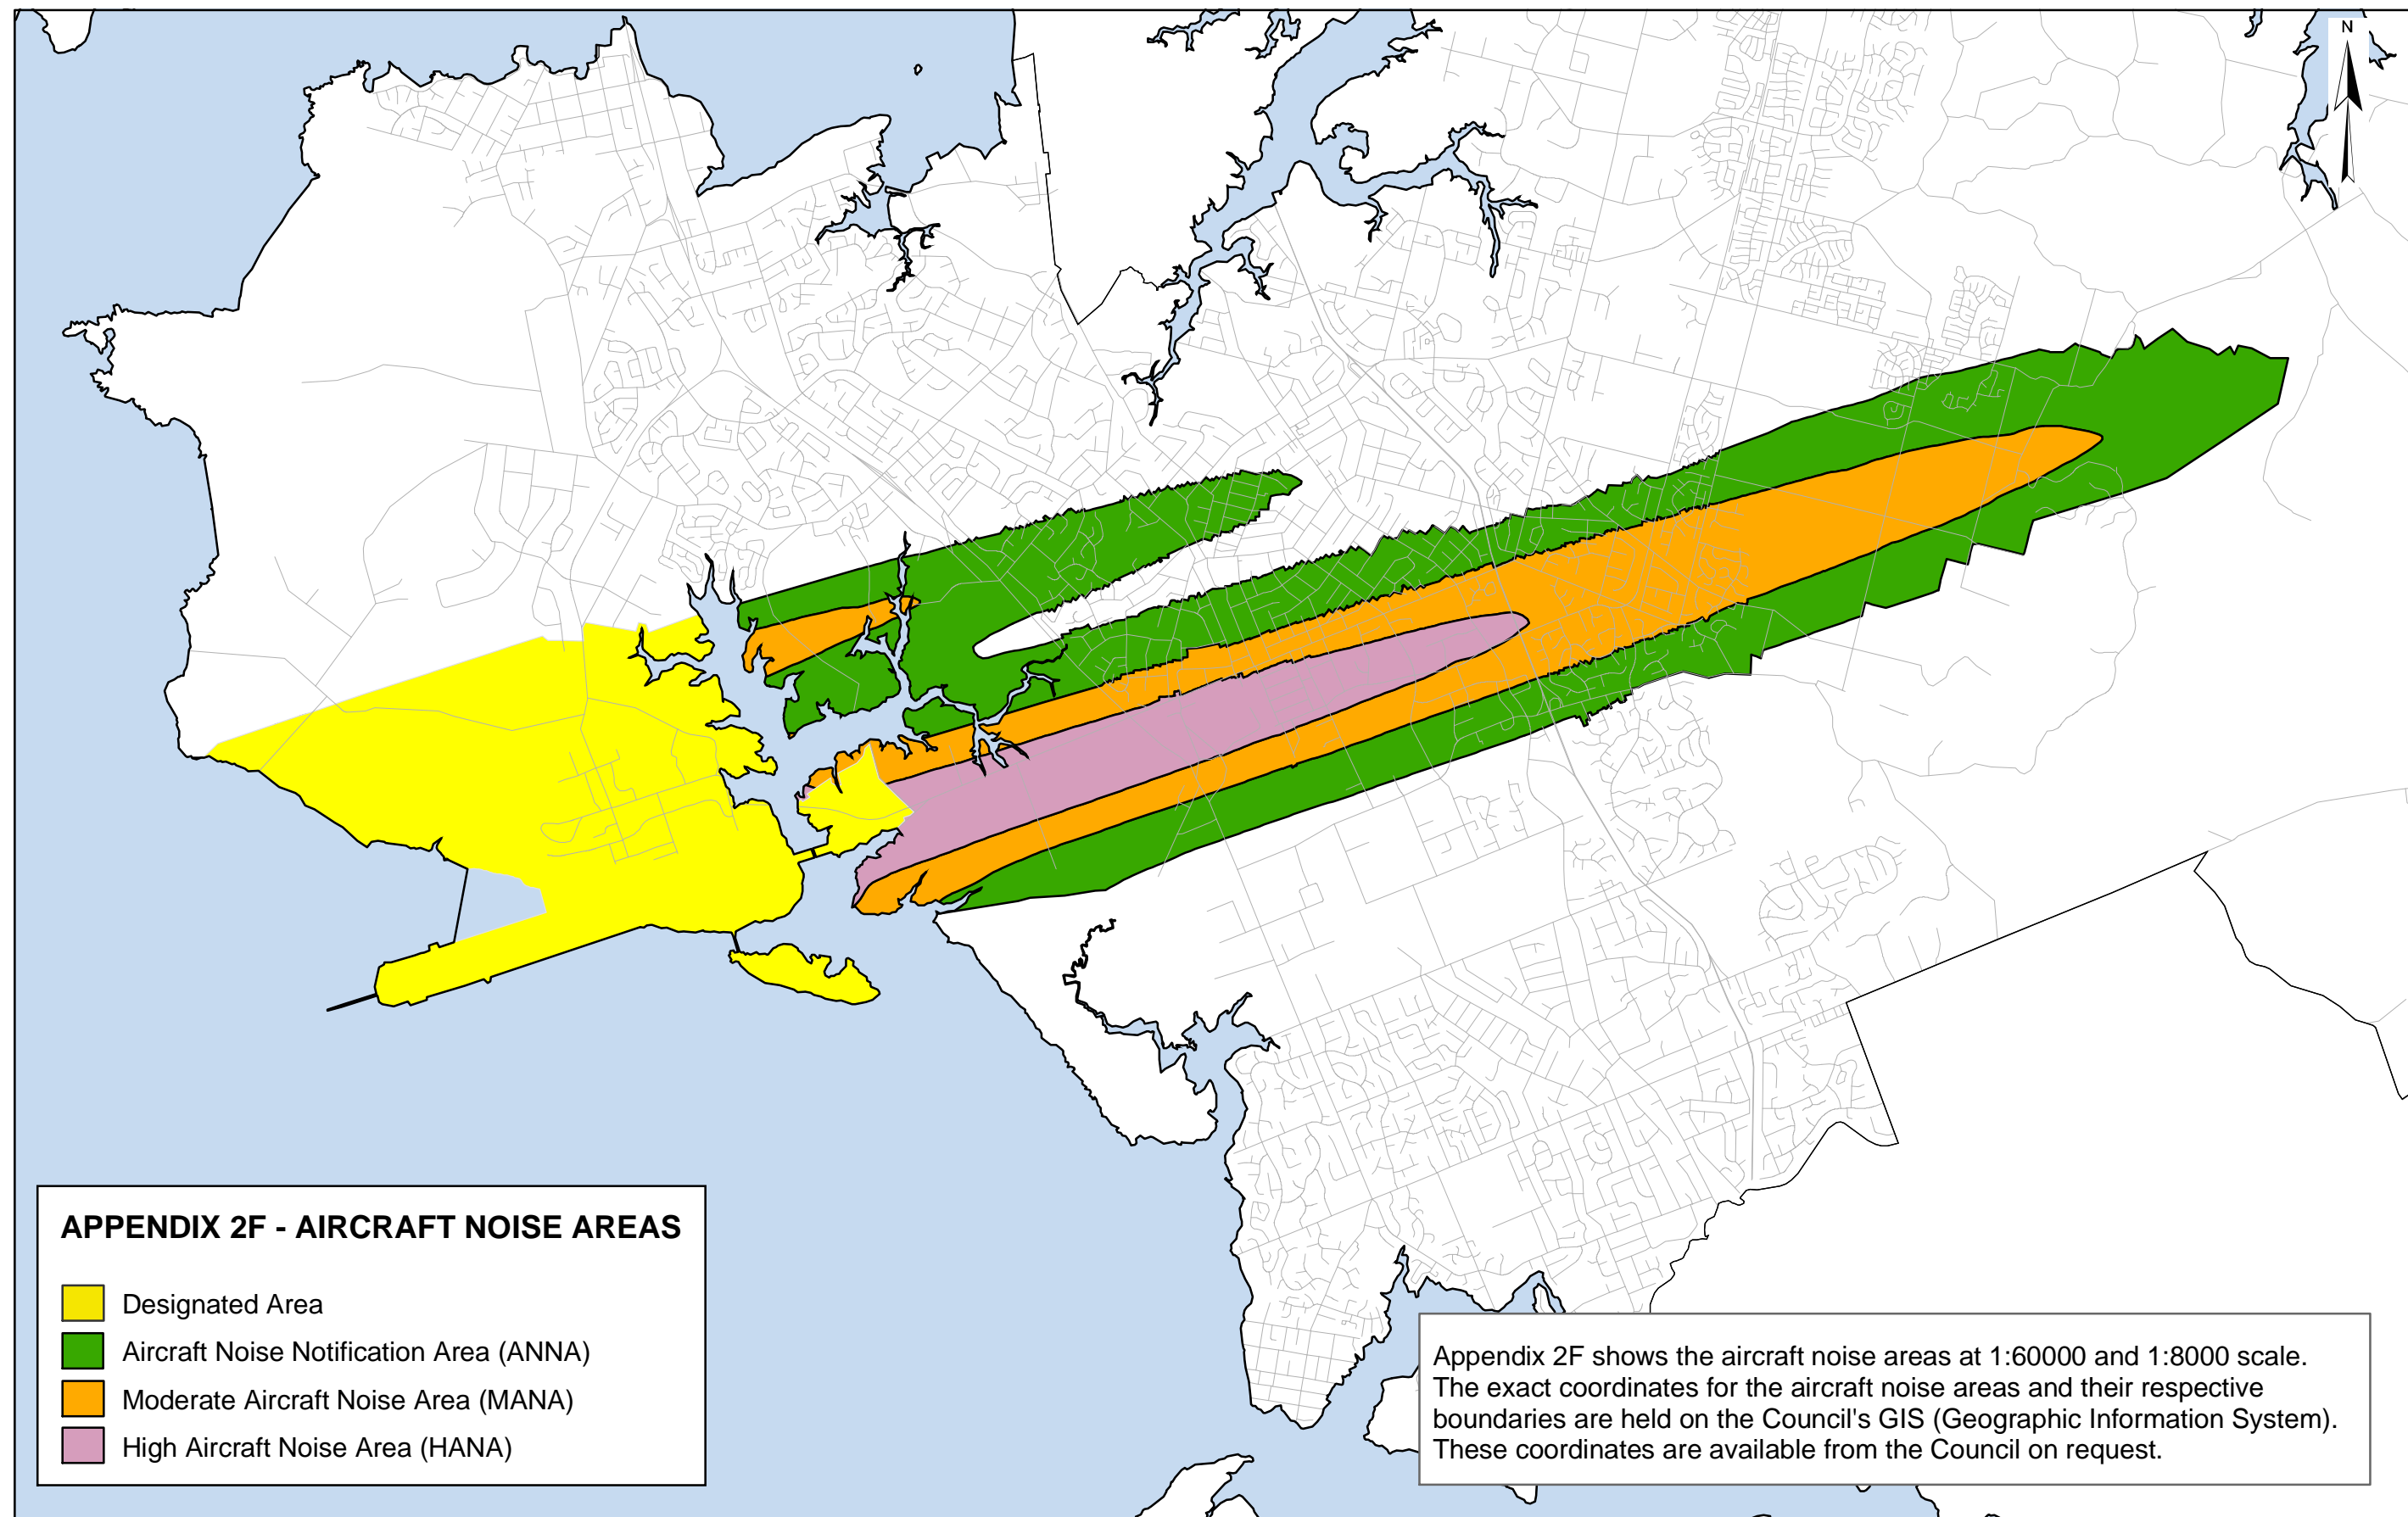 N
APPENDIX 2F - AIRCRAFT NOISE AREAS
Designated Area
Aircraft Noise Notification Area (ANNA)
Moderate Aircraft Noise Area (MANA)
High Aircraft Noise Area (HANA)
Appendix 2F shows the aircraft noise areas at 1:60000 and 1:8000 scale.
The exact coordinates for the aircraft noise areas and their respective
boundaries are held on the Council's GIS (Geographic Information System).
These coordinates are available from the Council on request.